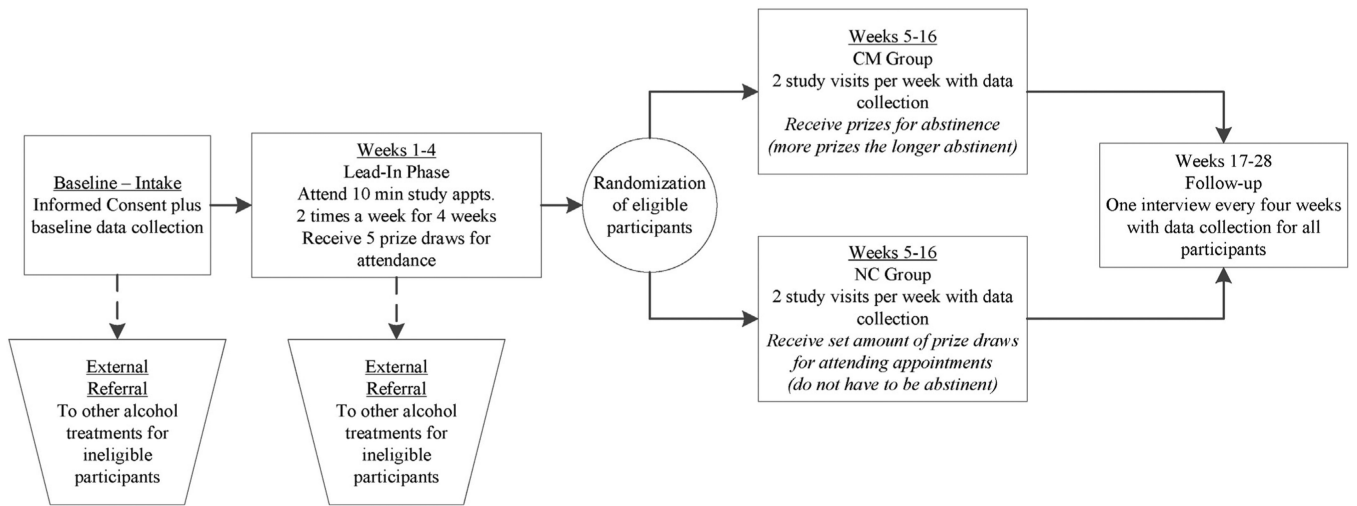 Baseline – Intake
Informed Consent plus
baseline data collection
External
Referral
To other alcohol
treatments for
ineligible
participants
Weeks 1-4
Lead-In Phase
Attend 10 min study appts.
2 times a week for 4 weeks
Receive 5 prize draws for
attendance
External
Referral
To other alcohol
treatments for
ineligible
participants
Randomization
of eligible
participants
Weeks 5-16
CM Group
2 study visits per week with data
collection
Receive prizes for abstinence
(more prizes the longer abstinent)
Weeks 5-16
NC Group
2 study visits per week with data
collection
Receive set amount of prize draws
for attending appointments
(do not have to be abstinent)
Weeks 17-28
Follow-up
One interview every four weeks
with data collection for all
participants